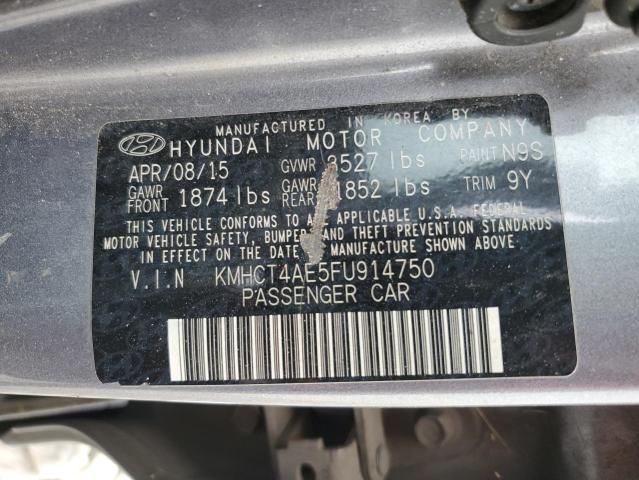 MANUFACTURED IN KOREA BY
HYUNDAI MOTOR COMPANY
APR/08/15 GVWR 3527 lbs PAINT N9S
GAWR FRONT 1874 lbs GAWR REAR 1852 lbs TRIM 9Y
THIS VEHICLE CONFORMS TO ALL APPLICABLE U.S.A. FEDERAL
MOTOR VEHICLE SAFETY, BUMPER, AND THEFT PREVENTION STANDARDS
IN EFFECT ON THE DATE OF MANUFACTURE SHOWN ABOVE.
V.I.N KMHCT4AE5FU914750
PASSENGER CAR